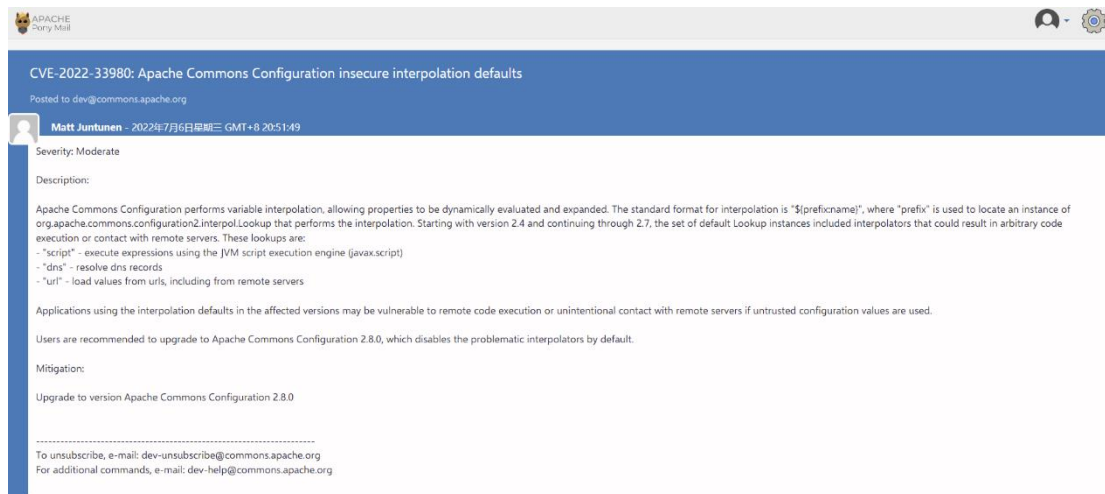 APACHE
Pony Mail
CVE-2022-33980: Apache Commons Configuration insecure interpolation defaults
Posted to dev@commons.apache.org
Matt Juntunen - 2022年7月6日星期三 GMT+8 20:51:49
Severity: Moderate
Description:
Apache Commons Configuration performs variable interpolation, allowing properties to be dynamically evaluated and expanded. The standard format for interpolation is "${prefix:name}", where "prefix" is used to locate an instance of
org.apache.commons.configuration2.interpol.Lookup that performs the interpolation. Starting with version 2.4 and continuing through 2.7, the set of default Lookup instances included interpolators that could result in arbitrary code
execution or contact with remote servers. These lookups are:
- "script" - execute expressions using the JVM script execution engine (javax.script)
- "dns" - resolve dns records
- "url" - load values from urls, including from remote servers
Applications using the interpolation defaults in the affected versions may be vulnerable to remote code execution or unintentional contact with remote servers if untrusted configuration values are used.
Users are recommended to upgrade to Apache Commons Configuration 2.8.0, which disables the problematic interpolators by default.
Mitigation:
Upgrade to version Apache Commons Configuration 2.8.0
---------------------------------------------------------------------
To unsubscribe, e-mail: dev-unsubscribe@commons.apache.org
For additional commands, e-mail: dev-help@commons.apache.org